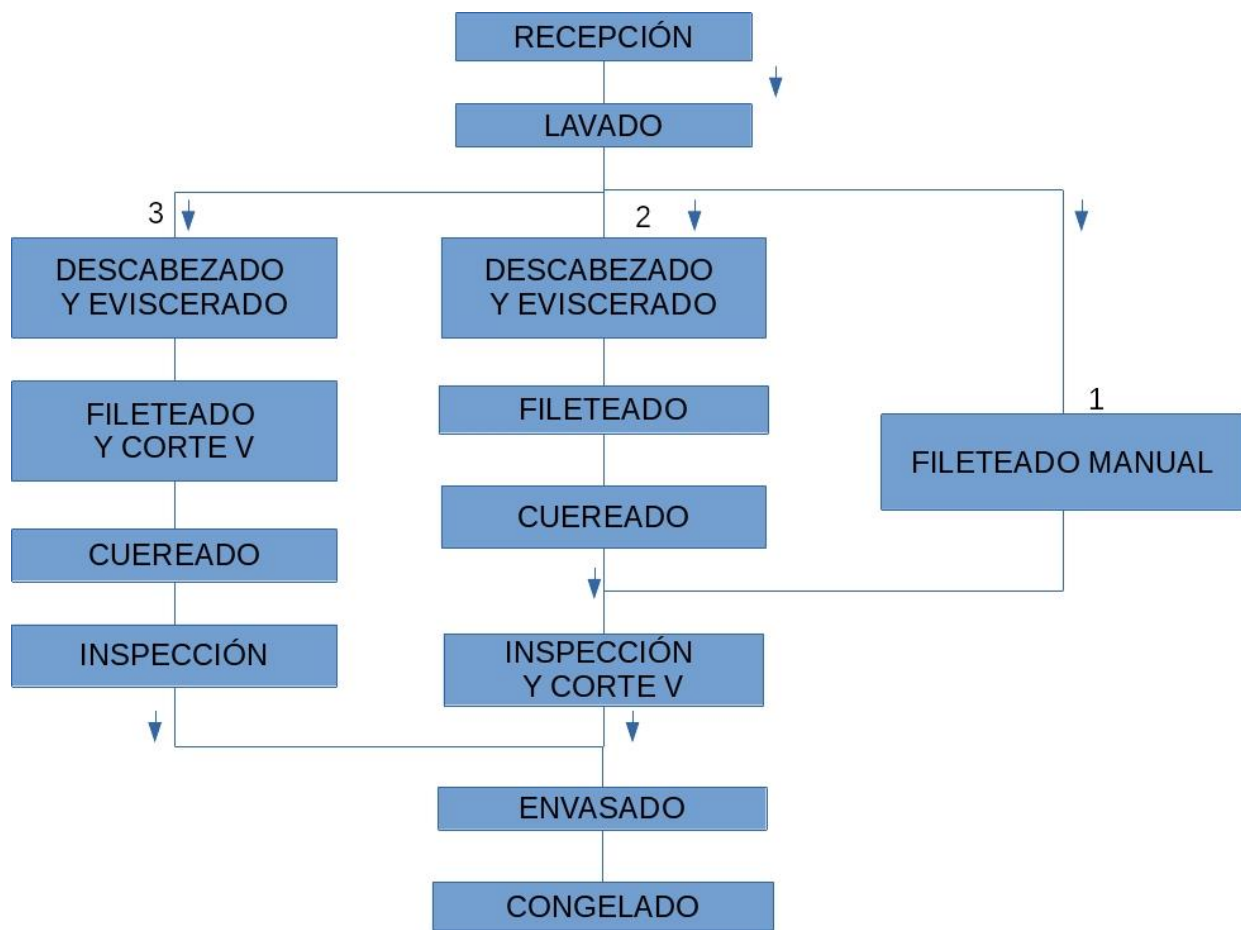 RECEPCIÓN
LAVADO
3
2
DESCABEZADO
Y EVISCERADO
DESCABEZADO
Y EVISCERADO
FILETEADO
Y CORTE V
FILETEADO
1
FILETEADO MANUAL
CUEREADO
CUEREADO
INSPECCIÓN
INSPECCIÓN
Y CORTE V
ENVASADO
CONGELADO